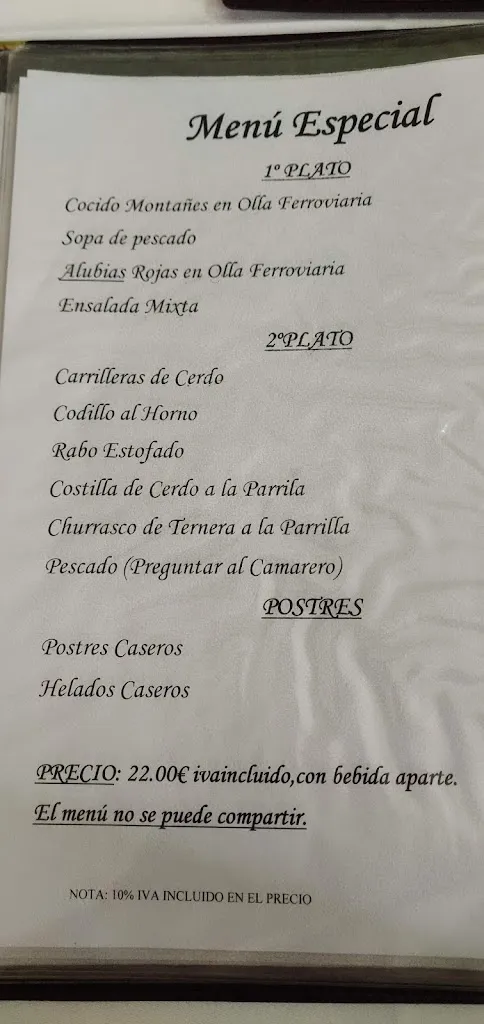 Menú Especial
1º PLATO
Cocido Montañes en Olla Ferroviaria
Sopa de pescado
Alubias Rojas en Olla Ferroviaria
Ensalada Mixta
2ºPLATO
Carrilleras de Cerdo
Codillo al Horno
Rabo Estofado
Costilla de Cerdo a la Parrila
Churrasco de Ternera a la Parrilla
Pescado (Preguntar al Camarero)
POSTRES
Postres Caseros
Helados Caseros
PRECIO: 22.00€ ivaincluido,con bebida aparte.
El menú no se puede compartir.
NOTA: 10% IVA INCLUIDO EN EL PRECIO